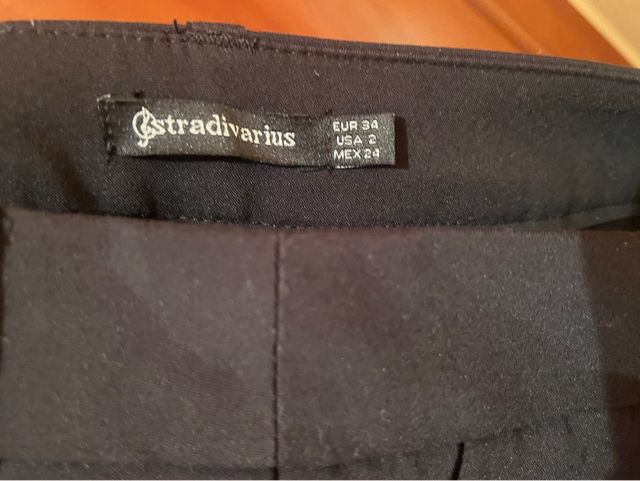 stradivarius
EUR 34
USA 2
MEX 24